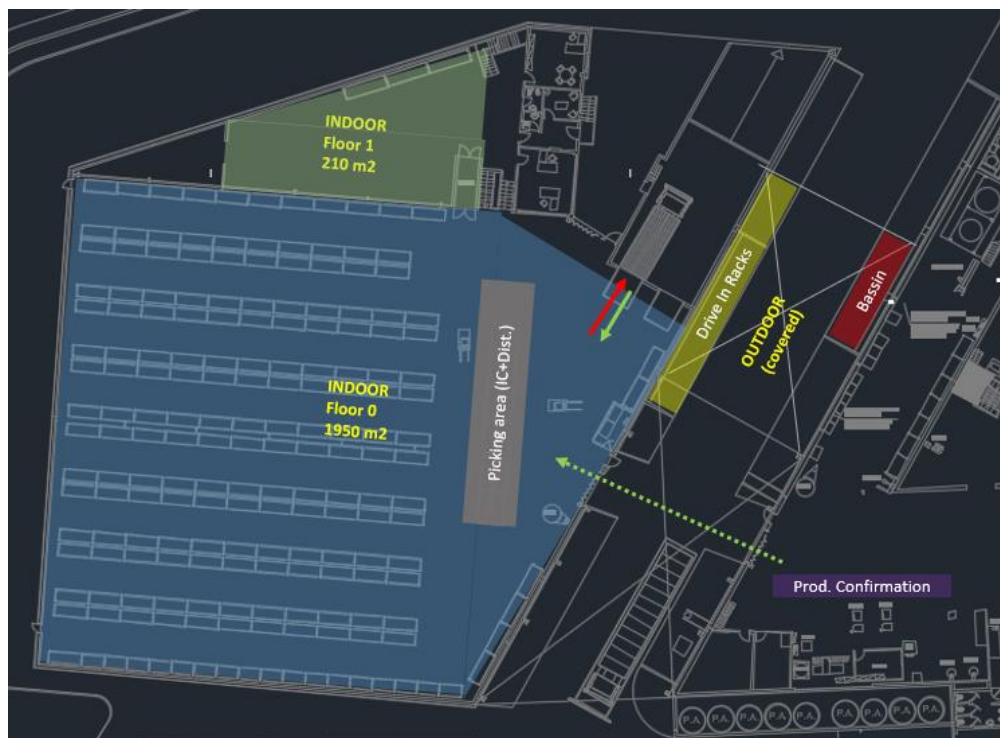 INDOOR
Floor 1
210 m2
INDOOR
Floor 0
1950 m2
Picking area (IC+Dist.)
Drive In Racks
OUTDOOR
(covered)
Bassin
Prod. Confirmation
P.A.
P.A.
P.A.
P.A.
P.A.
P.A.
P.A.
P.A.
P.A.